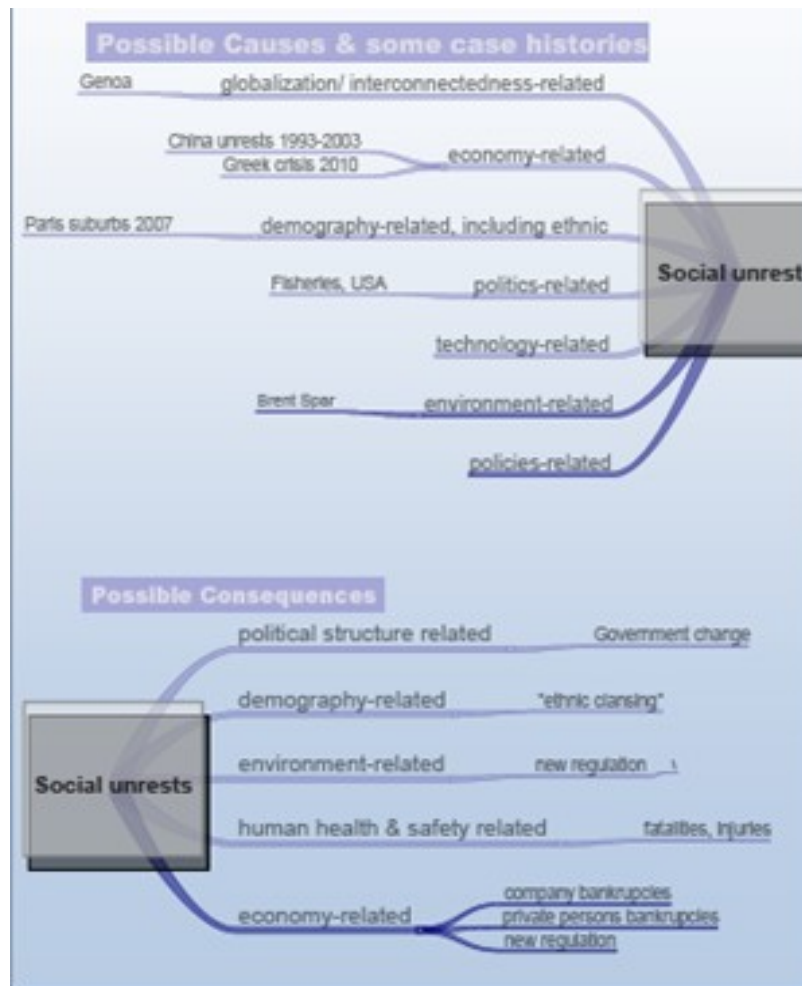 Possible Causes & some case histories
Genoa globalization/ interconnectedness-related
China unrests 1993-2003
Greek crisis 2010
economy-related
Paris suburbs 2007 demography-related, including ethnic
Social unrest
Fisheries, USA politics-related
technology-related
Brent Spar environment-related
policies-related
Possible Consequences
political structure related Government change
demography-related "ethnic clansing"
environment-related new regulation
Social unrests
human health & safety related fatalities, injuries
economy-related
company bankrupcies
private persons bankrupcies
new regulation